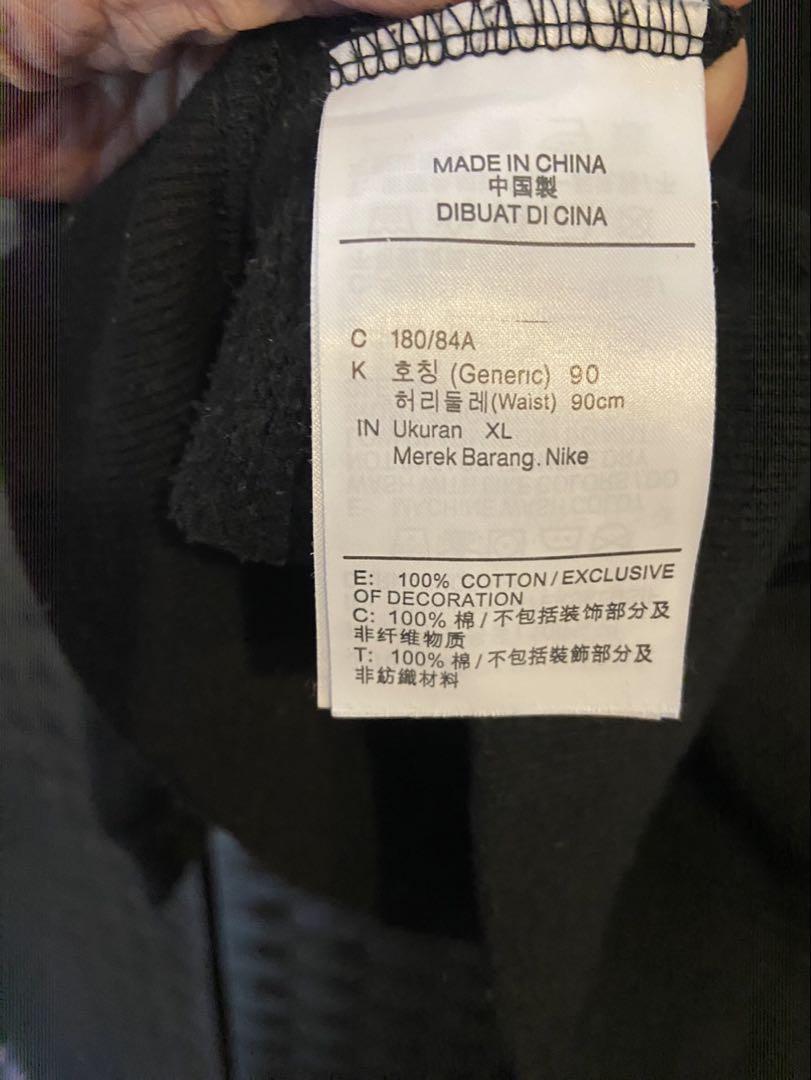 MADE IN CHINA
中国製
DIBUAT DI CINA
C 180/84A
K 호칭 (Generic) 90
허리둘레(Waist) 90cm
IN Ukuran XL
Merek Barang. Nike
E: 100% COTTON/EXCLUSIVE
OF DECORATION
C: 100% 棉/不包括装饰部分及
非纤维物质
T: 100% 棉/不包括裝飾部分及
非紡織材料